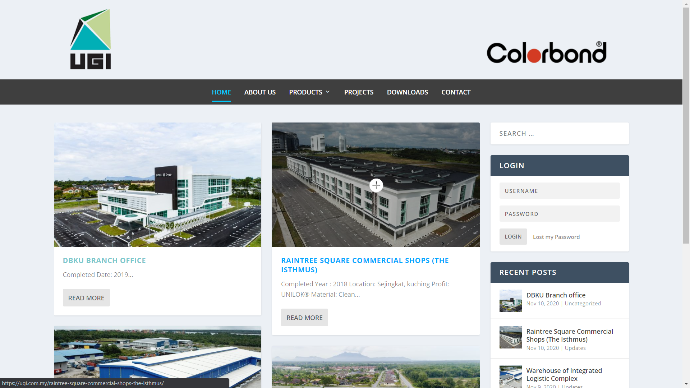 UGI
Colorbond®
HOME ABOUT US PRODUCTS PROJECTS DOWNLOADS CONTACT
DBKU BRANCH OFFICE
Completed Date: 2019...
READ MORE
RAINTREE SQUARE COMMERCIAL SHOPS (THE
ISTHMUS)
Completed Year : 2010 Location: Sejingkat, kuching Profil:
UNILOK® Material: Clean...
READ MORE
SEARCH ...
LOGIN
USERNAME
PASSWORD
LOGIN Lost my Password
RECENT POSTS
DBKU Branch office
Nov 10, 2020 | Uncategorized
Raintree Square Commercial
Shops (The Isthmus)
Nov 10, 2020 | Updates
Warehouse of Integrated
Logistic Complex
Nov 9, 2020 | Updates
https://ugi.com.my/raintree-square-commercial-shops-the-isthmus/